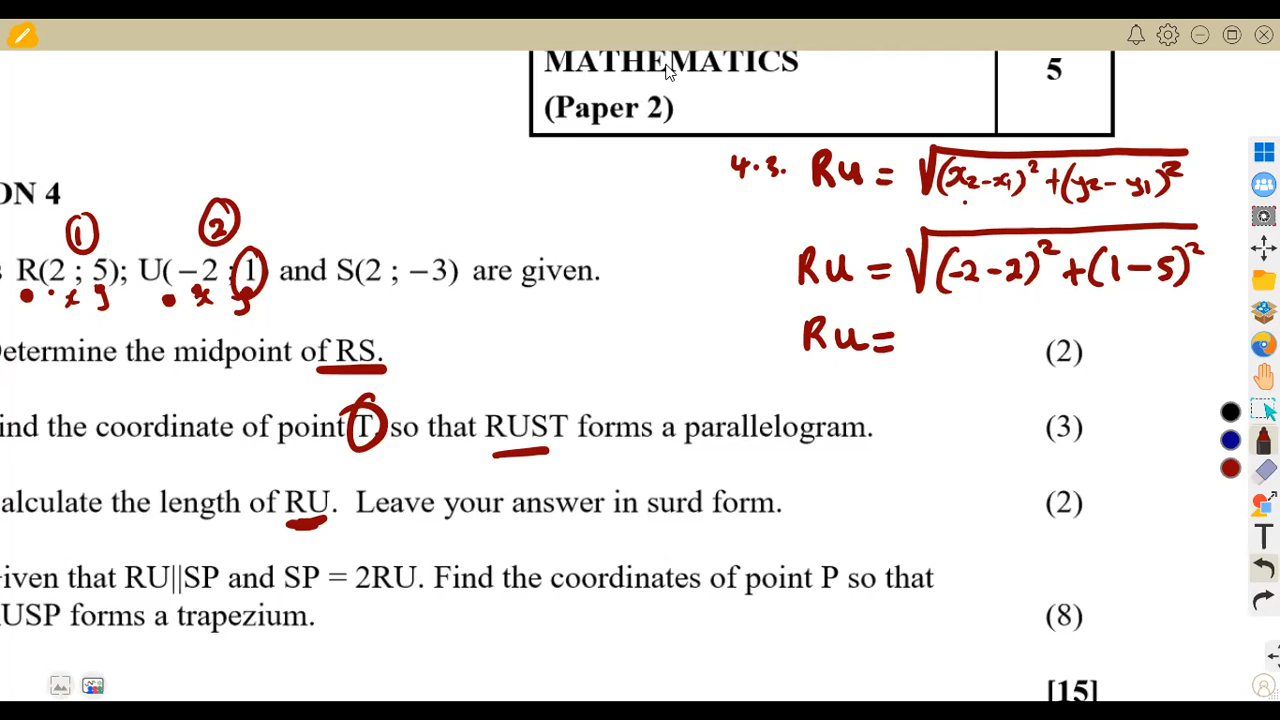 MATHEMATICS
(Paper 2)
5
4.3. RU = √(x2-x1)² + (y2 - y1)²
ON 4
1 2
R(2 ; 5); U(−2 ; 1) and S(2 ; −3) are given.
x y x y
RU = √(-2-2)² + (1-5)²
RU =
etermine the midpoint of RS. (2)
ind the coordinate of point T so that RUST forms a parallelogram. (3)
alculate the length of RU. Leave your answer in surd form. (2)
iven that RU||SP and SP = 2RU. Find the coordinates of point P so that
USP forms a trapezium. (8)
[15]
T